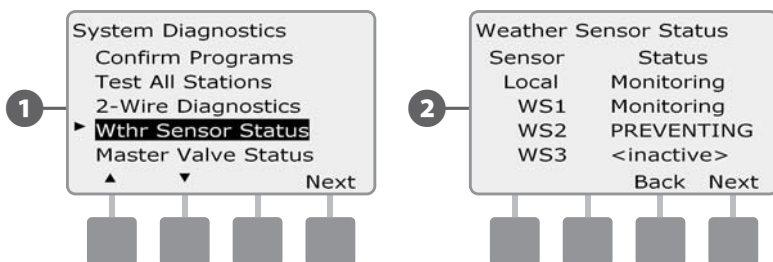 1
System Diagnostics
Confirm Programs
Test All Stations
2-Wire Diagnostics
► Wthr Sensor Status
Master Valve Status
▲ ▼ Next
2
Weather Sensor Status
Sensor Status
Local Monitoring
WS1 Monitoring
WS2 PREVENTING
WS3 <inactive>
Back Next